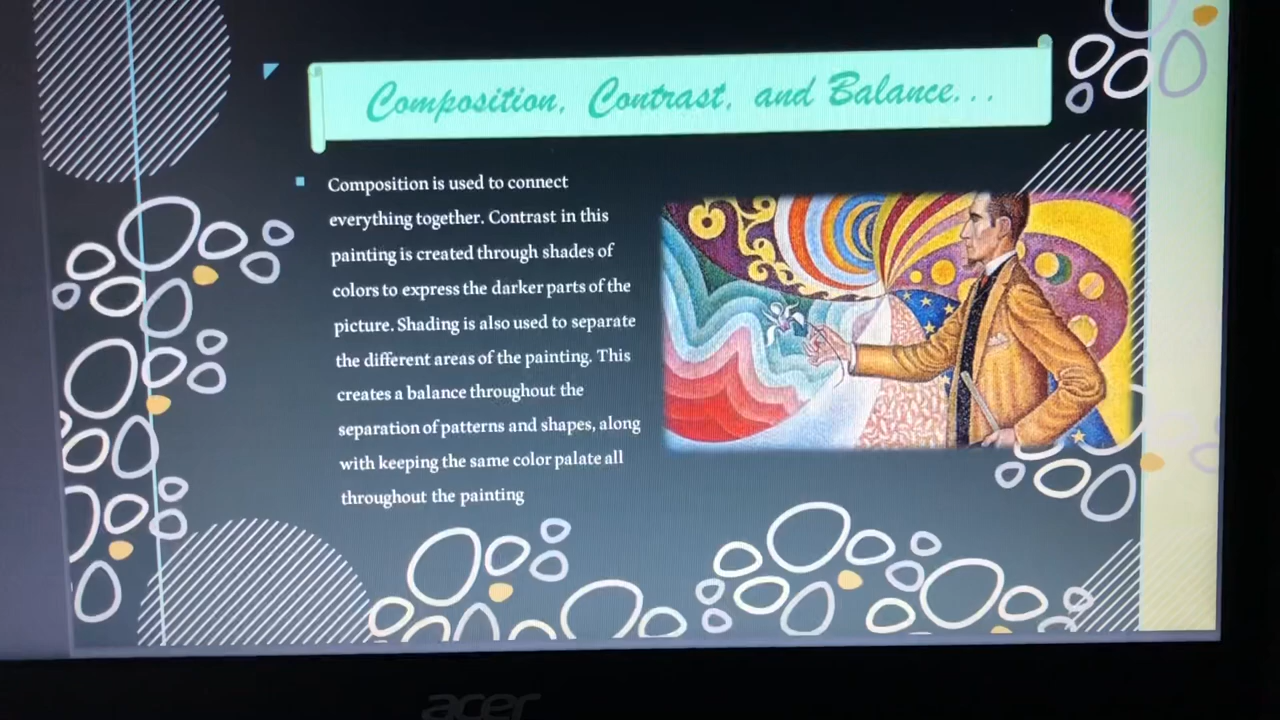 Composition, Contrast, and Balance...
Composition is used to connect
everything together. Contrast in this
painting is created through shades of
colors to express the darker parts of the
picture. Shading is also used to separate
the different areas of the painting. This
creates a balance throughout the
separation of patterns and shapes, along
with keeping the same color palate all
throughout the painting
acer